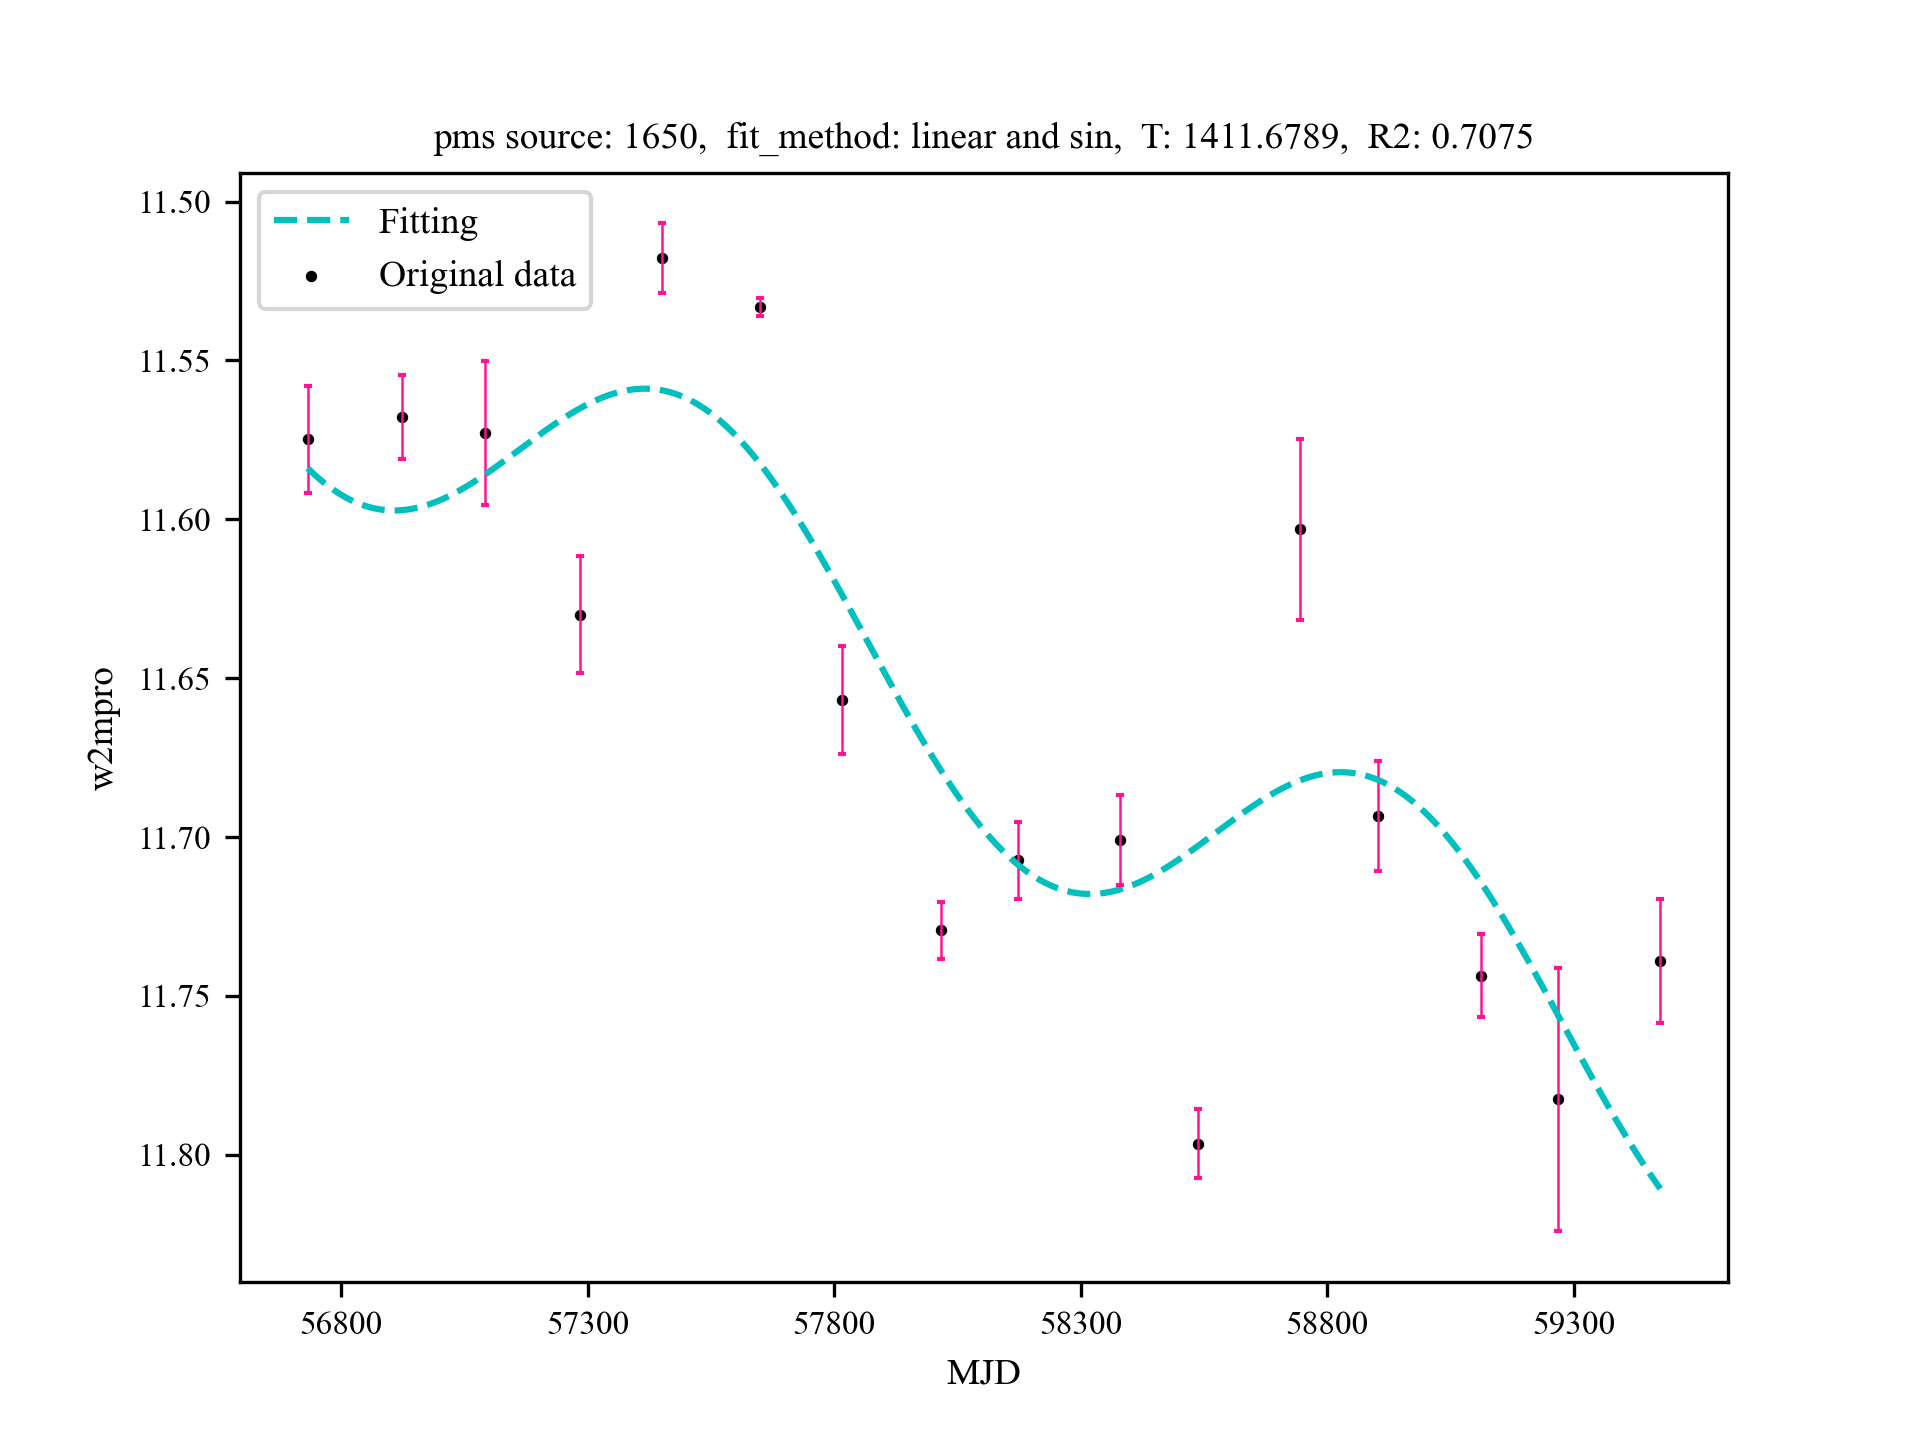 pms source: 1650,  fit_method: linear and sin,  T: 1411.6789,  R2: 0.7075
Fitting
Original data
11.50
11.55
11.60
11.65
11.70
11.75
11.80
w2mpro
56800
57300
57800
58300
58800
59300
MJD